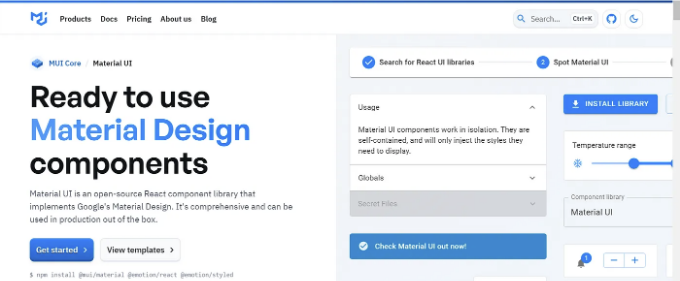 Products Docs Pricing About us Blog
Search... Ctrl+K
MUI Core / Material UI
Ready to use
Material Design
components
Material UI is an open-source React component library that
implements Google's Material Design. It's comprehensive and can be
used in production out of the box.
Get started View templates
$ npm install @mui/material @emotion/react @emotion/styled
Search for React UI libraries
2 Spot Material UI
Usage
Material UI components work in isolation. They are
self-contained, and will only inject the styles they
need to display.
Globals
Secret Files
Check Material UI out now!
INSTALL LIBRARY
Temperature range
Component library
Material UI
1